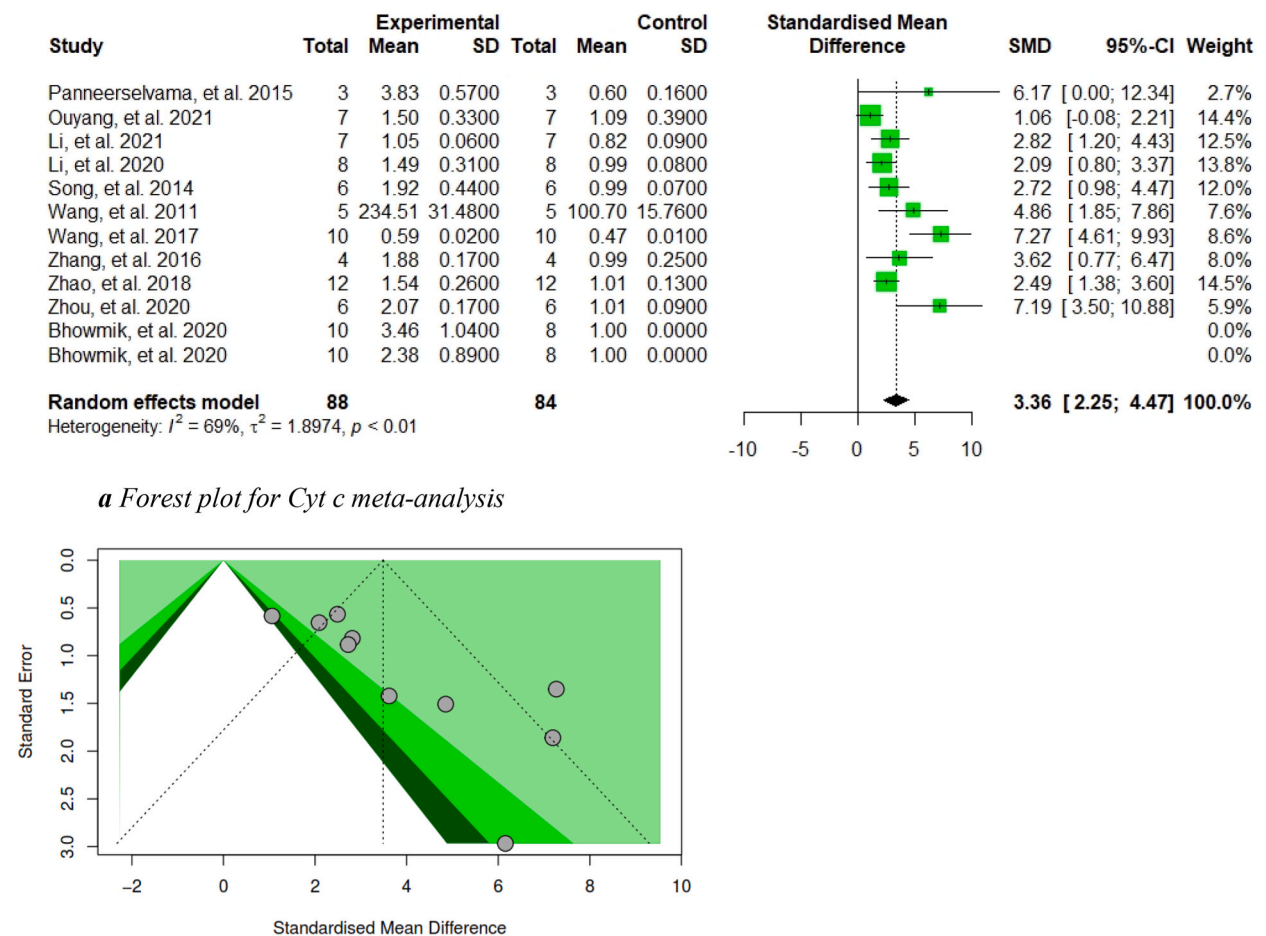 Experimental Control Standardised Mean
Study Total Mean SD Total Mean SD Difference SMD 95%-CI Weight
Panneerselvama, et al. 2015 3 3.83 0.5700 3 0.60 0.1600 6.17 [ 0.00; 12.34] 2.7%
Ouyang, et al. 2021 7 1.50 0.3300 7 1.09 0.3900 1.06 [-0.08; 2.21] 14.4%
Li, et al. 2021 7 1.05 0.0600 7 0.82 0.0900 2.82 [ 1.20; 4.43] 12.5%
Li, et al. 2020 8 1.49 0.3100 8 0.99 0.0800 2.09 [ 0.80; 3.37] 13.8%
Song, et al. 2014 6 1.92 0.4400 6 0.99 0.0700 2.72 [ 0.98; 4.47] 12.0%
Wang, et al. 2011 5 234.51 31.4800 5 100.70 15.7600 4.86 [ 1.85; 7.86] 7.6%
Wang, et al. 2017 10 0.59 0.0200 10 0.47 0.0100 7.27 [ 4.61; 9.93] 8.6%
Zhang, et al. 2016 4 1.88 0.1700 4 0.99 0.2500 3.62 [ 0.77; 6.47] 8.0%
Zhao, et al. 2018 12 1.54 0.2600 12 1.01 0.1300 2.49 [ 1.38; 3.60] 14.5%
Zhou, et al. 2020 6 2.07 0.1700 6 1.01 0.0900 7.19 [ 3.50; 10.88] 5.9%
Bhowmik, et al. 2020 10 3.46 1.0400 8 1.00 0.0000 0.0%
Bhowmik, et al. 2020 10 2.38 0.8900 8 1.00 0.0000 0.0%
Random effects model 88 84 3.36 [ 2.25; 4.47] 100.0%
Heterogeneity: I² = 69%, τ² = 1.8974, p < 0.01
-10 -5 0 5 10
a Forest plot for Cyt c meta-analysis
0.0
0.5
1.0
1.5
2.0
2.5
3.0
Standard Error
−2 0 2 4 6 8 10
Standardised Mean Difference